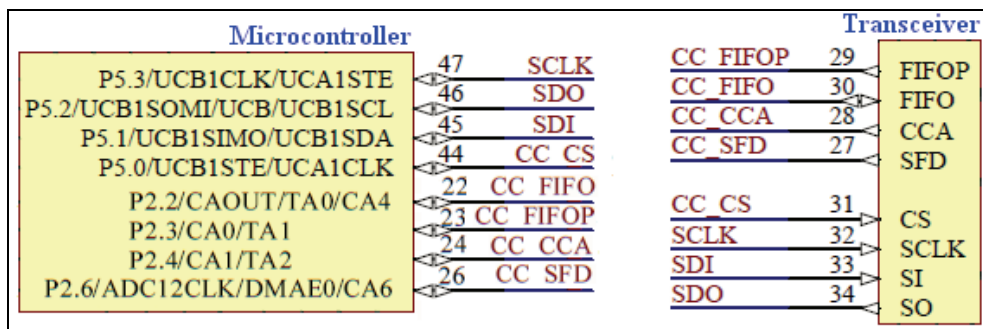 Microcontroller
P5.3/UCB1CLK/UCA1STE 47 SCLK
P5.2/UCB1SOMI/UCB/UCB1SCL 46 SDO
P5.1/UCB1SIMO/UCB1SDA 45 SDI
P5.0/UCB1STE/UCA1CLK 44 CC_CS
P2.2/CAOUT/TA0/CA4 22 CC_FIFO
P2.3/CA0/TA1 23 CC_FIFOP
P2.4/CA1/TA2 24 CC_CCA
P2.6/ADC12CLK/DMAE0/CA6 26 CC_SFD
Transceiver
CC_FIFOP 29 FIFOP
CC_FIFO 30 FIFO
CC_CCA 28 CCA
CC_SFD 27 SFD
CC_CS 31 CS
SCLK 32 SCLK
SDI 33 SI
SDO 34 SO